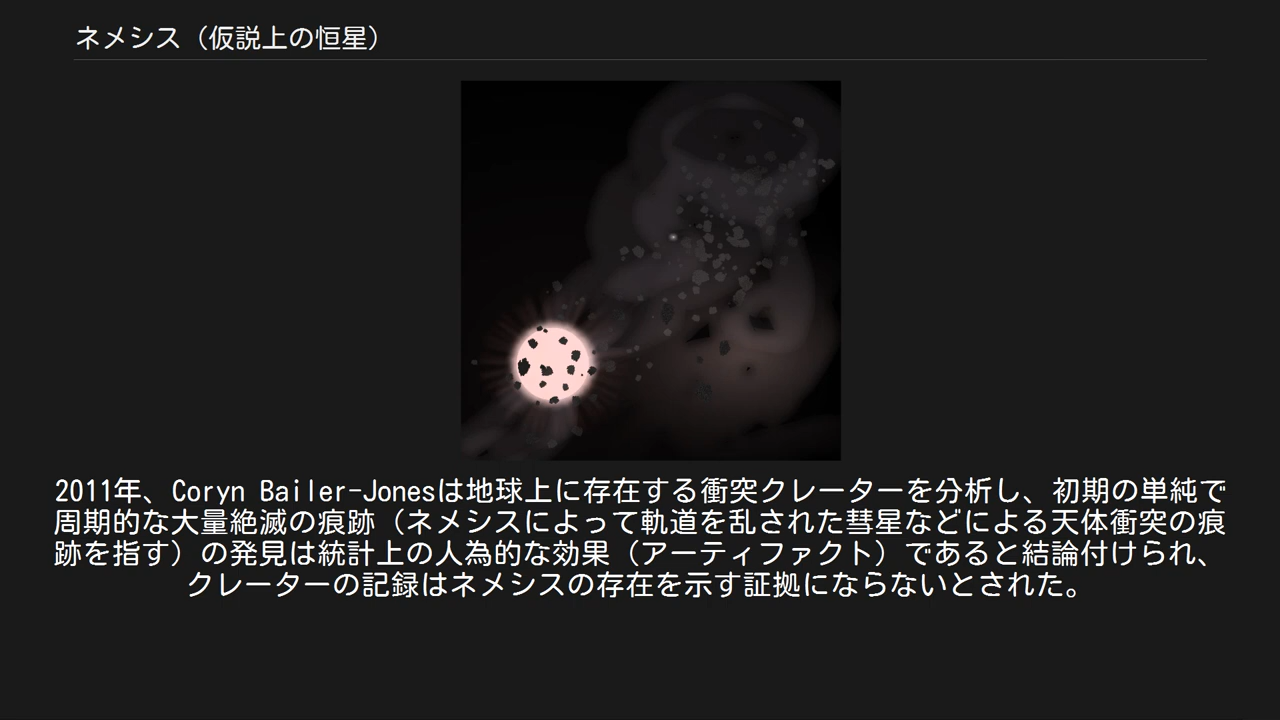 ネメシス（仮説上の恒星）
2011年、Coryn Bailer-Jonesは地球上に存在する衝突クレーターを分析し、初期の単純で
周期的な大量絶滅の痕跡（ネメシスによって軌道を乱された彗星などによる天体衝突の痕
跡を指す）の発見は統計上の人為的な効果（アーティファクト）であると結論付けられ、
クレーターの記録はネメシスの存在を示す証拠にならないとされた。